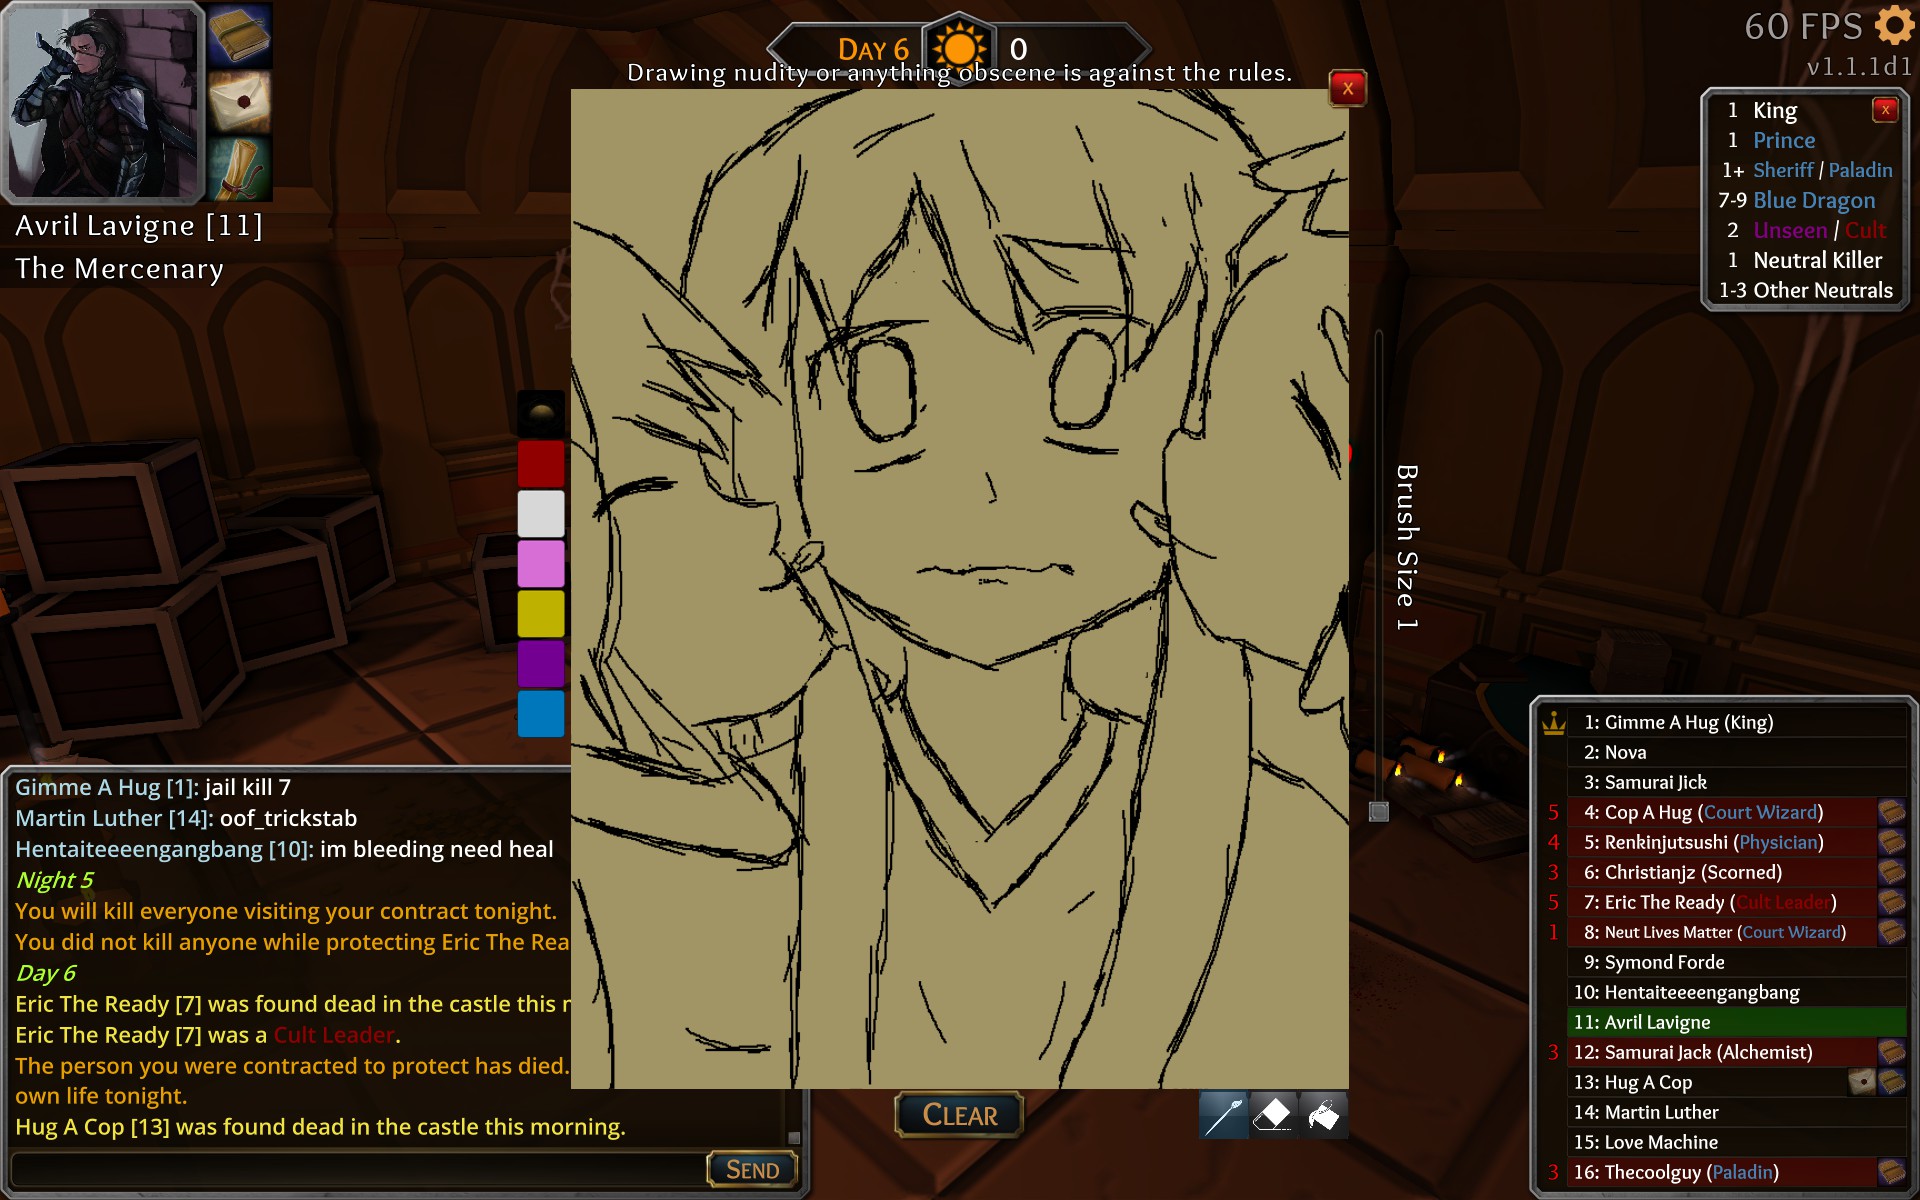 Day 6
0
Drawing nudity or anything obscene is against the rules.
X
60 FPS
v1.1.1d1
1 King
X
1 Prince
1+ Sheriff / Paladin
7-9 Blue Dragon
2 Unseen / Cult
1 Neutral Killer
1-3 Other Neutrals
Avril Lavigne [11]
The Mercenary
Brush Size 1
Gimme A Hug [1]: jail kill 7
Martin Luther [14]: oof_trickstab
Hentaiteeeengangbang [10]: im bleeding need heal
Night 5
You will kill everyone visiting your contract tonight.
You did not kill anyone while protecting Eric The Rea
Day 6
Eric The Ready [7] was found dead in the castle this
Eric The Ready [7] was a Cult Leader.
The person you were contracted to protect has died.
own life tonight.
Hug A Cop [13] was found dead in the castle this morning.
Send
Clear
1: Gimme A Hug (King)
2: Nova
3: Samurai Jick
5 4: Cop A Hug (Court Wizard)
4 5: Renkinjutsushi (Physician)
3 6: Christianjz (Scorned)
5 7: Eric The Ready (Cult Leader)
1 8: Neut Lives Matter (Court Wizard)
9: Symond Forde
10: Hentaiteeeengangbang
11: Avril Lavigne
3 12: Samurai Jack (Alchemist)
13: Hug A Cop
14: Martin Luther
15: Love Machine
3 16: Thecoolguy (Paladin)